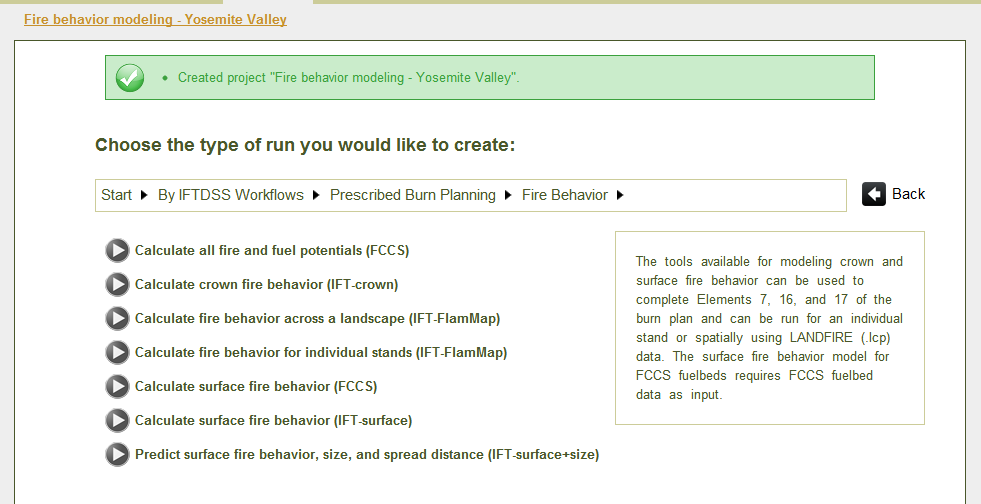 Fire behavior modeling - Yosemite Valley
• Created project "Fire behavior modeling - Yosemite Valley".
Choose the type of run you would like to create:
Start By IFTDSS Workflows Prescribed Burn Planning Fire Behavior
Back
Calculate all fire and fuel potentials (FCCS)
Calculate crown fire behavior (IFT-crown)
Calculate fire behavior across a landscape (IFT-FlamMap)
Calculate fire behavior for individual stands (IFT-FlamMap)
Calculate surface fire behavior (FCCS)
Calculate surface fire behavior (IFT-surface)
Predict surface fire behavior, size, and spread distance (IFT-surface+size)
The tools available for modeling crown and
surface fire behavior can be used to
complete Elements 7, 16, and 17 of the
burn plan and can be run for an individual
stand or spatially using LANDFIRE (.lcp)
data. The surface fire behavior model for
FCCS fuelbeds requires FCCS fuelbed
data as input.